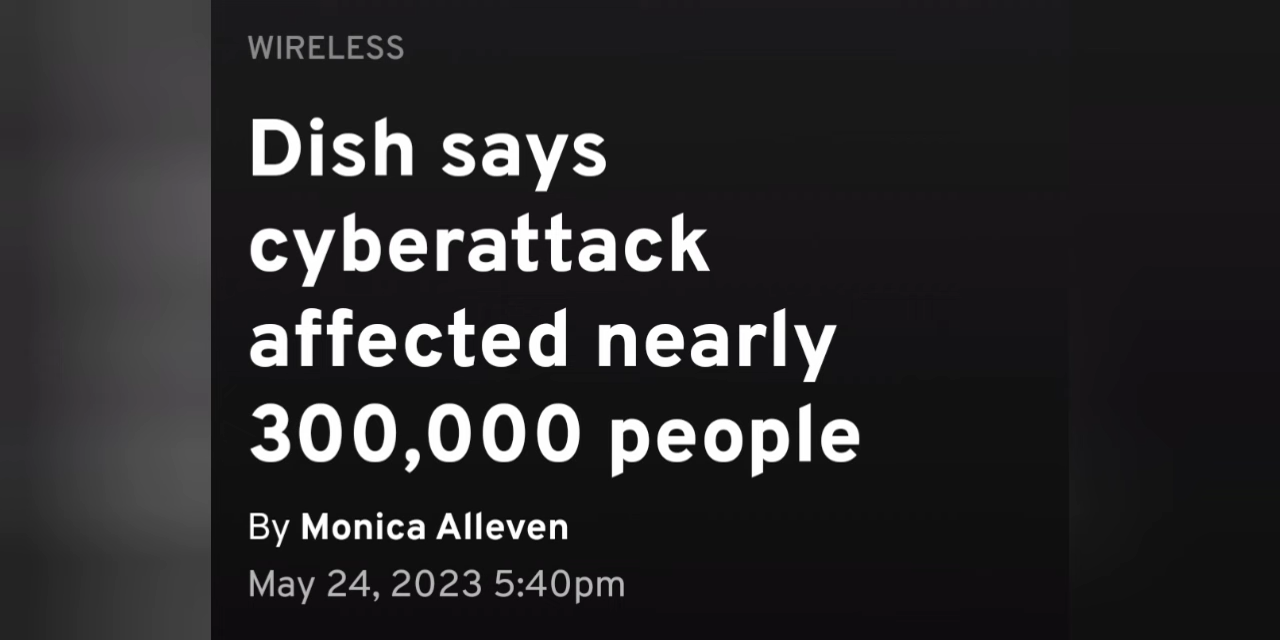 WIRELESS
Dish says
cyberattack
affected nearly
300,000 people
By Monica Alleven
May 24, 2023 5:40pm